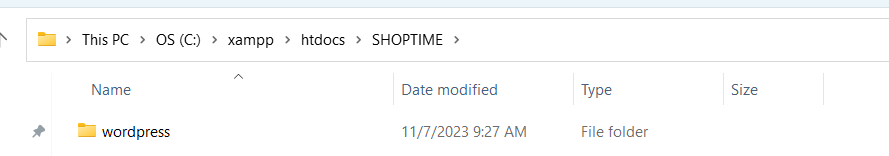 This PC > OS (C:) > xampp > htdocs > SHOPTIME >
Name Date modified Type Size
wordpress 11/7/2023 9:27 AM File folder